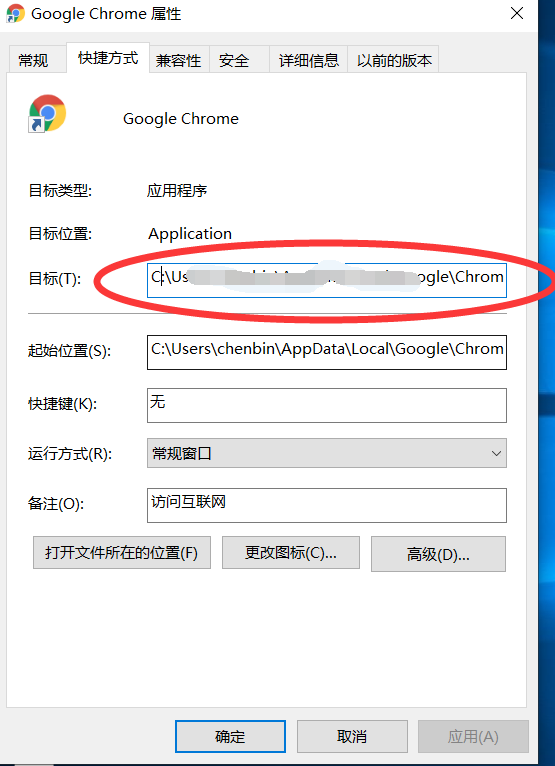 Google Chrome 属性
常规 快捷方式 兼容性 安全 详细信息 以前的版本
Google Chrome
目标类型: 应用程序
目标位置: Application
目标(T): C:\Us ogle\Chrom
起始位置(S): C:\Users\chenbin\AppData\Local\Google\Chrom
快捷键(K): 无
运行方式(R): 常规窗口
备注(O): 访问互联网
打开文件所在的位置(F) 更改图标(C)... 高级(D)...
确定 取消 应用(A)